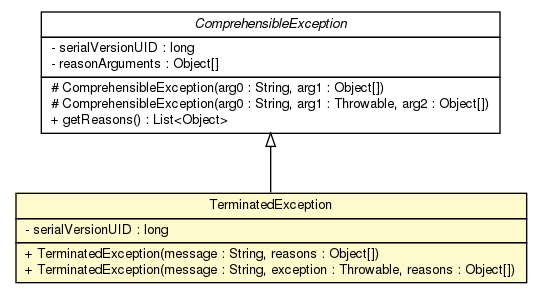 ComprehensibleException
- serialVersionUID : long
- reasonArguments : Object[]
# ComprehensibleException(arg0 : String, arg1 : Object[])
# ComprehensibleException(arg0 : String, arg1 : Throwable, arg2 : Object[])
+ getReasons() : List<Object>
TerminatedException
- serialVersionUID : long
+ TerminatedException(message : String, reasons : Object[])
+ TerminatedException(message : String, exception : Throwable, reasons : Object[])